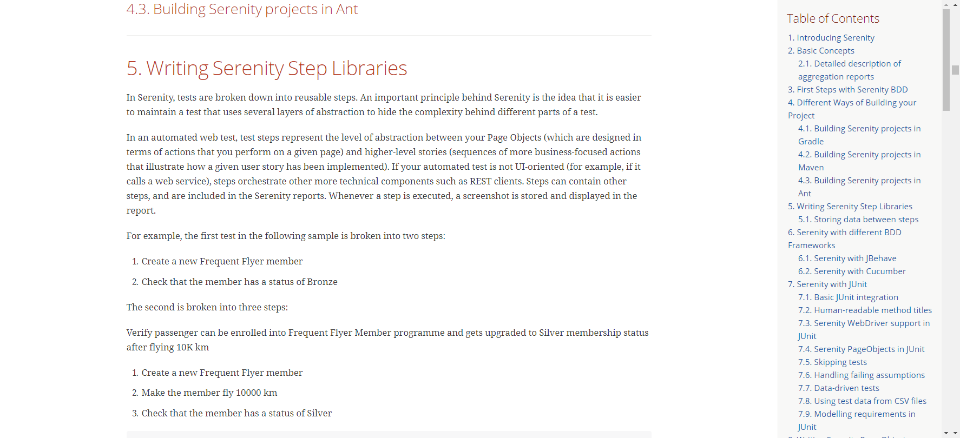 4.3. Building Serenity projects in Ant
5. Writing Serenity Step Libraries
In Serenity, tests are broken down into reusable steps. An important principle behind Serenity is the idea that it is easier
to maintain a test that uses several layers of abstraction to hide the complexity behind different parts of a test.
In an automated web test, test steps represent the level of abstraction between your Page Objects (which are designed in
terms of actions that you perform on a given page) and higher-level stories (sequences of more business-focused actions
that illustrate how a given user story has been implemented). If your automated test is not UI-oriented (for example, if it
calls a web service), steps orchestrate other more technical components such as REST clients. Steps can contain other
steps, and are included in the Serenity reports. Whenever a step is executed, a screenshot is stored and displayed in the
report.
For example, the first test in the following sample is broken into two steps:
1. Create a new Frequent Flyer member
2. Check that the member has a status of Bronze
The second is broken into three steps:
Verify passenger can be enrolled into Frequent Flyer Member programme and gets upgraded to Silver membership status
after flying 10K km
1. Create a new Frequent Flyer member
2. Make the member fly 10000 km
3. Check that the member has a status of Silver
Table of Contents
1. Introducing Serenity
2. Basic Concepts
2.1. Detailed description of
aggregation reports
3. First Steps with Serenity BDD
4. Different Ways of Building your
Project
4.1. Building Serenity projects in
Gradle
4.2. Building Serenity projects in
Maven
4.3. Building Serenity projects in
Ant
5. Writing Serenity Step Libraries
5.1. Storing data between steps
6. Serenity with different BDD
Frameworks
6.1. Serenity with JBehave
6.2. Serenity with Cucumber
7. Serenity with JUnit
7.1. Basic JUnit integration
7.2. Human-readable method titles
7.3. Serenity WebDriver support in
JUnit
7.4. Serenity PageObjects in JUnit
7.5. Skipping tests
7.6. Handling failing assumptions
7.7. Data-driven tests
7.8. Using test data from CSV files
7.9. Modelling requirements in
JUnit